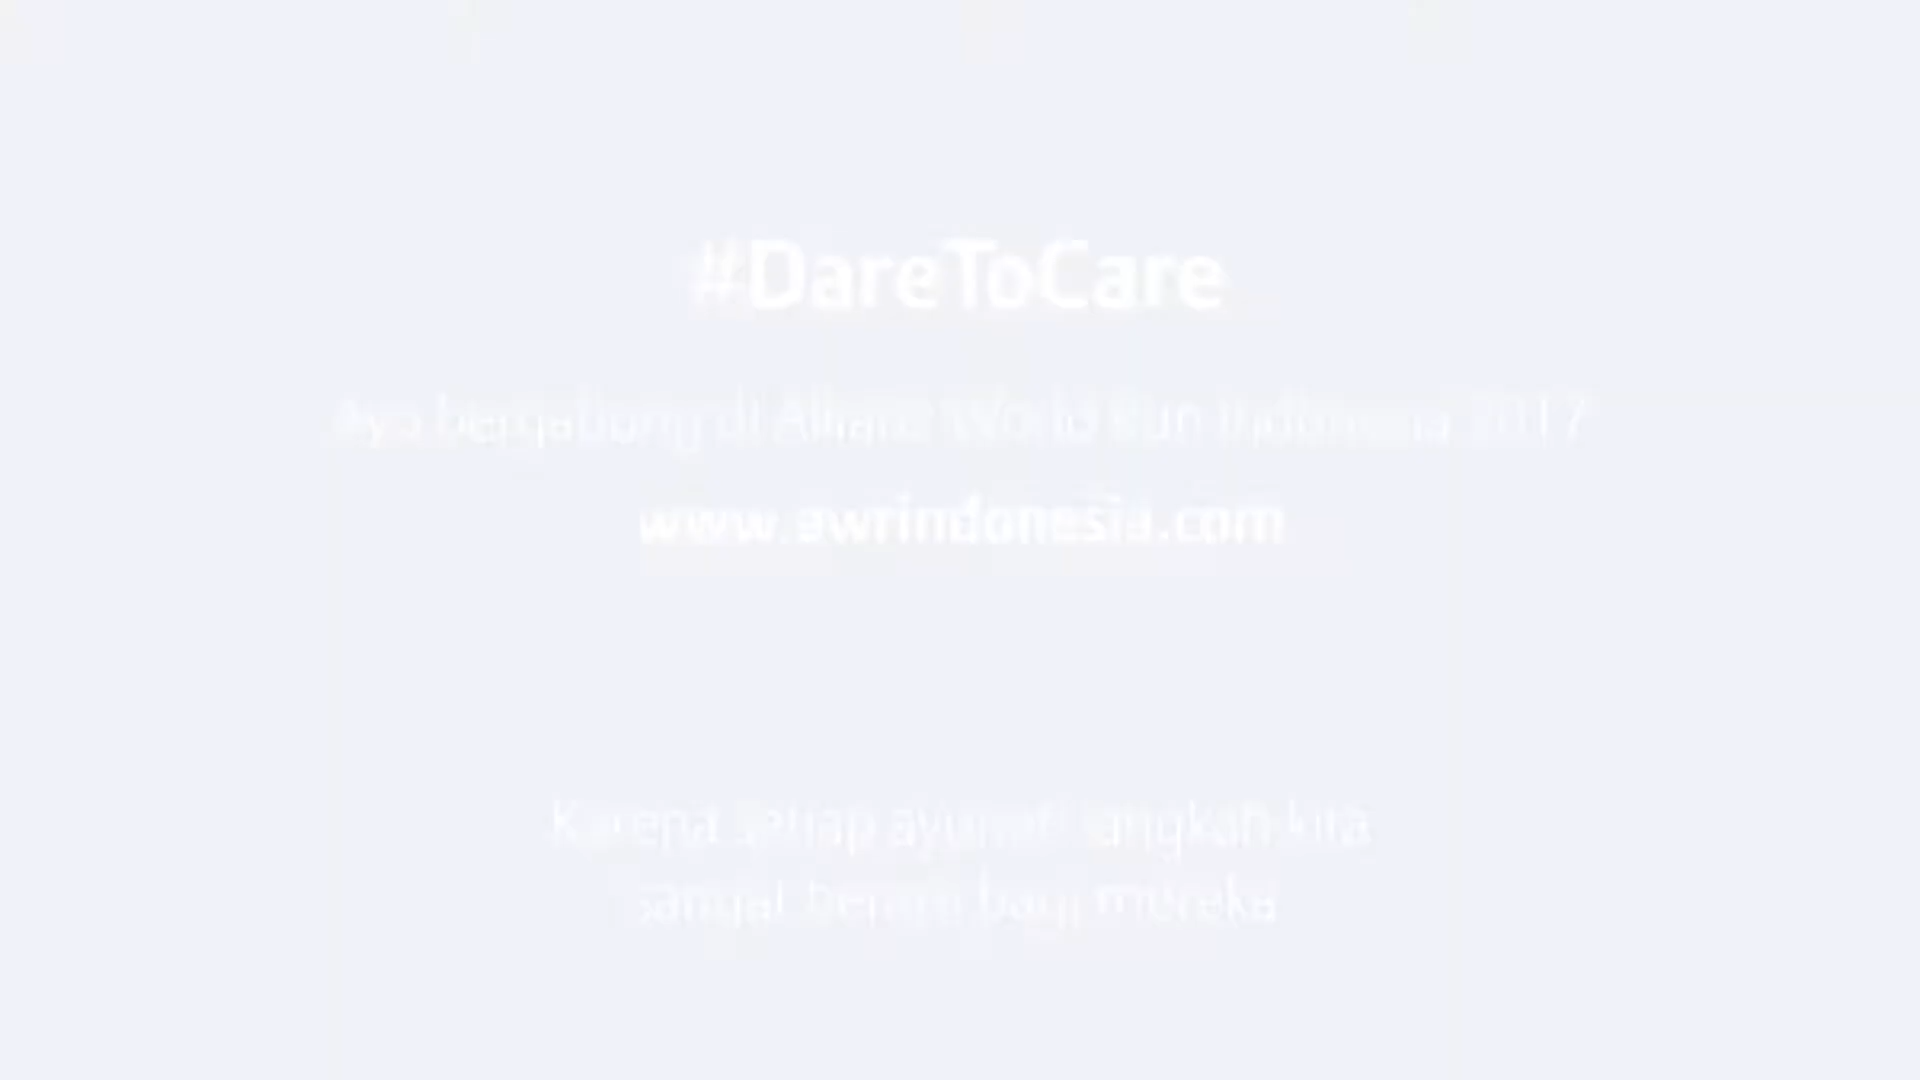 #DareToCare
Ayo bergabung di Allianz World Run Indonesia 2017
www.awrindonesia.com
Karena setiap ayunan langkah kita
sangat berarti bagi mereka